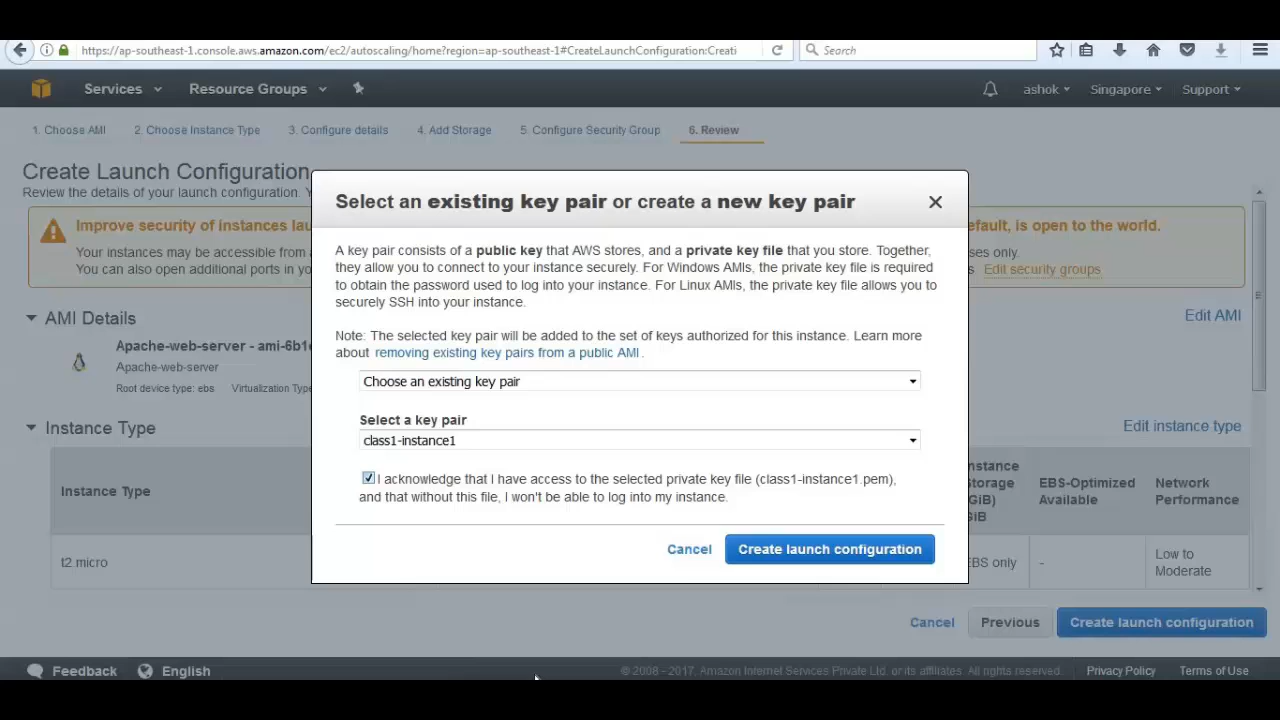 https://ap-southeast-1.console.aws.amazon.com/ec2/autoscaling/home?region=ap-southeast-1#CreateLaunchConfiguration:Creati
Search
Services
Resource Groups
ashok
Singapore
Support
1. Choose AMI
2. Choose Instance Type
3. Configure details
4. Add Storage
5. Configure Security Group
6. Review
Create Launch Configuration
Review the details of your launch configuration.
Improve security of instances
efault, is open to the world.
Your instances may be accessible from
ses only.
You can also open additional ports in
Edit security groups
AMI Details
Edit AMI
Apache-web-server - ami-6b1
Apache-web-server
Root device type: ebs
Virtualization
Instance Type
Edit instance type
Instance Type
nstance
Storage
(GiB)
GiB
EBS-Optimized
Available
Network
Performance
t2.micro
EBS only
-
Low to
Moderate
Select an existing key pair or create a new key pair
A key pair consists of a public key that AWS stores, and a private key file that you store. Together,
they allow you to connect to your instance securely. For Windows AMIs, the private key file is required
to obtain the password used to log into your instance. For Linux AMIs, the private key file allows you to
securely SSH into your instance.
Note: The selected key pair will be added to the set of keys authorized for this instance. Learn more
about removing existing key pairs from a public AMI .
Choose an existing key pair
Select a key pair
class1-instance1
I acknowledge that I have access to the selected private key file (class1-instance1.pem),
and that without this file, I won't be able to log into my instance.
Cancel
Create launch configuration
Cancel
Previous
Create launch configuration
Feedback
English
© 2008 - 2017, Amazon Internet Services Private Ltd. or its affiliates. All rights reserved.
Privacy Policy
Terms of Use